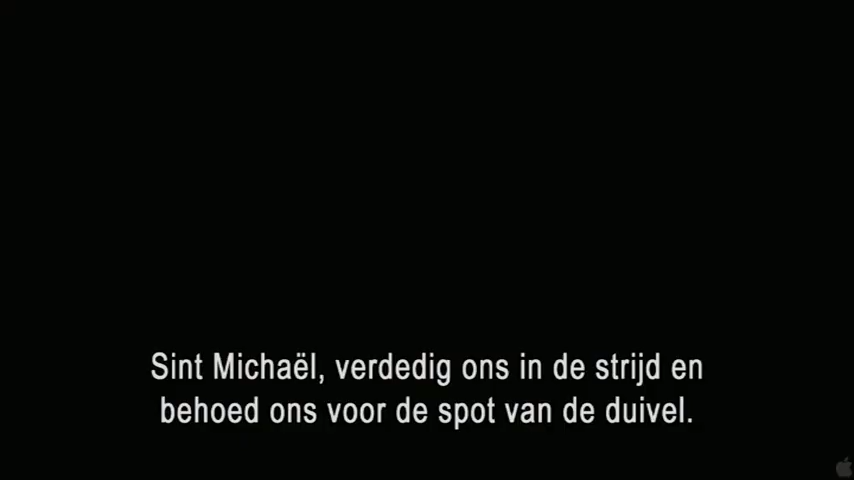 Sint Michaël, verdedig ons in de strijd en
behoed ons voor de spot van de duivel.